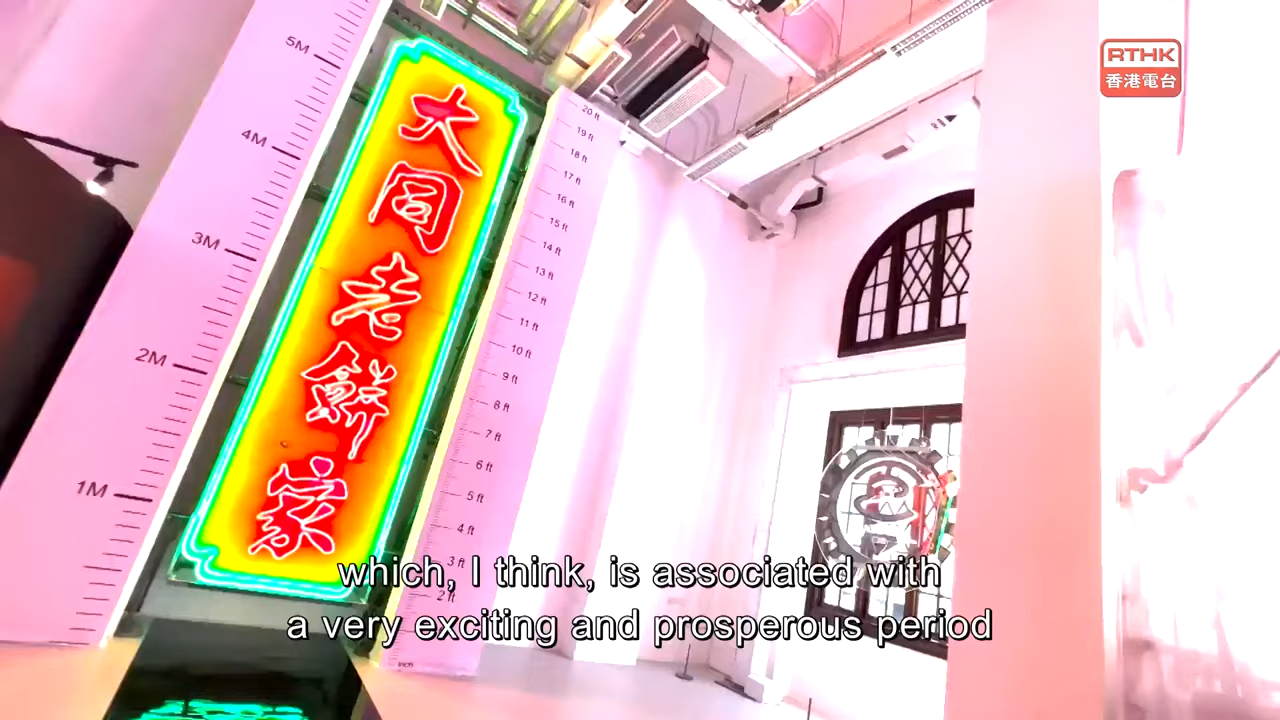 RTHK
香港電台
大同老餅家
5M
4M
3M
2M
1M
20 ft
19 ft
18 ft
17 ft
16 ft
15 ft
14 ft
13 ft
12 ft
11 ft
10 ft
9 ft
8 ft
7 ft
6 ft
5 ft
4 ft
3 ft
2 ft
inch
which, I think, is associated with
a very exciting and prosperous period